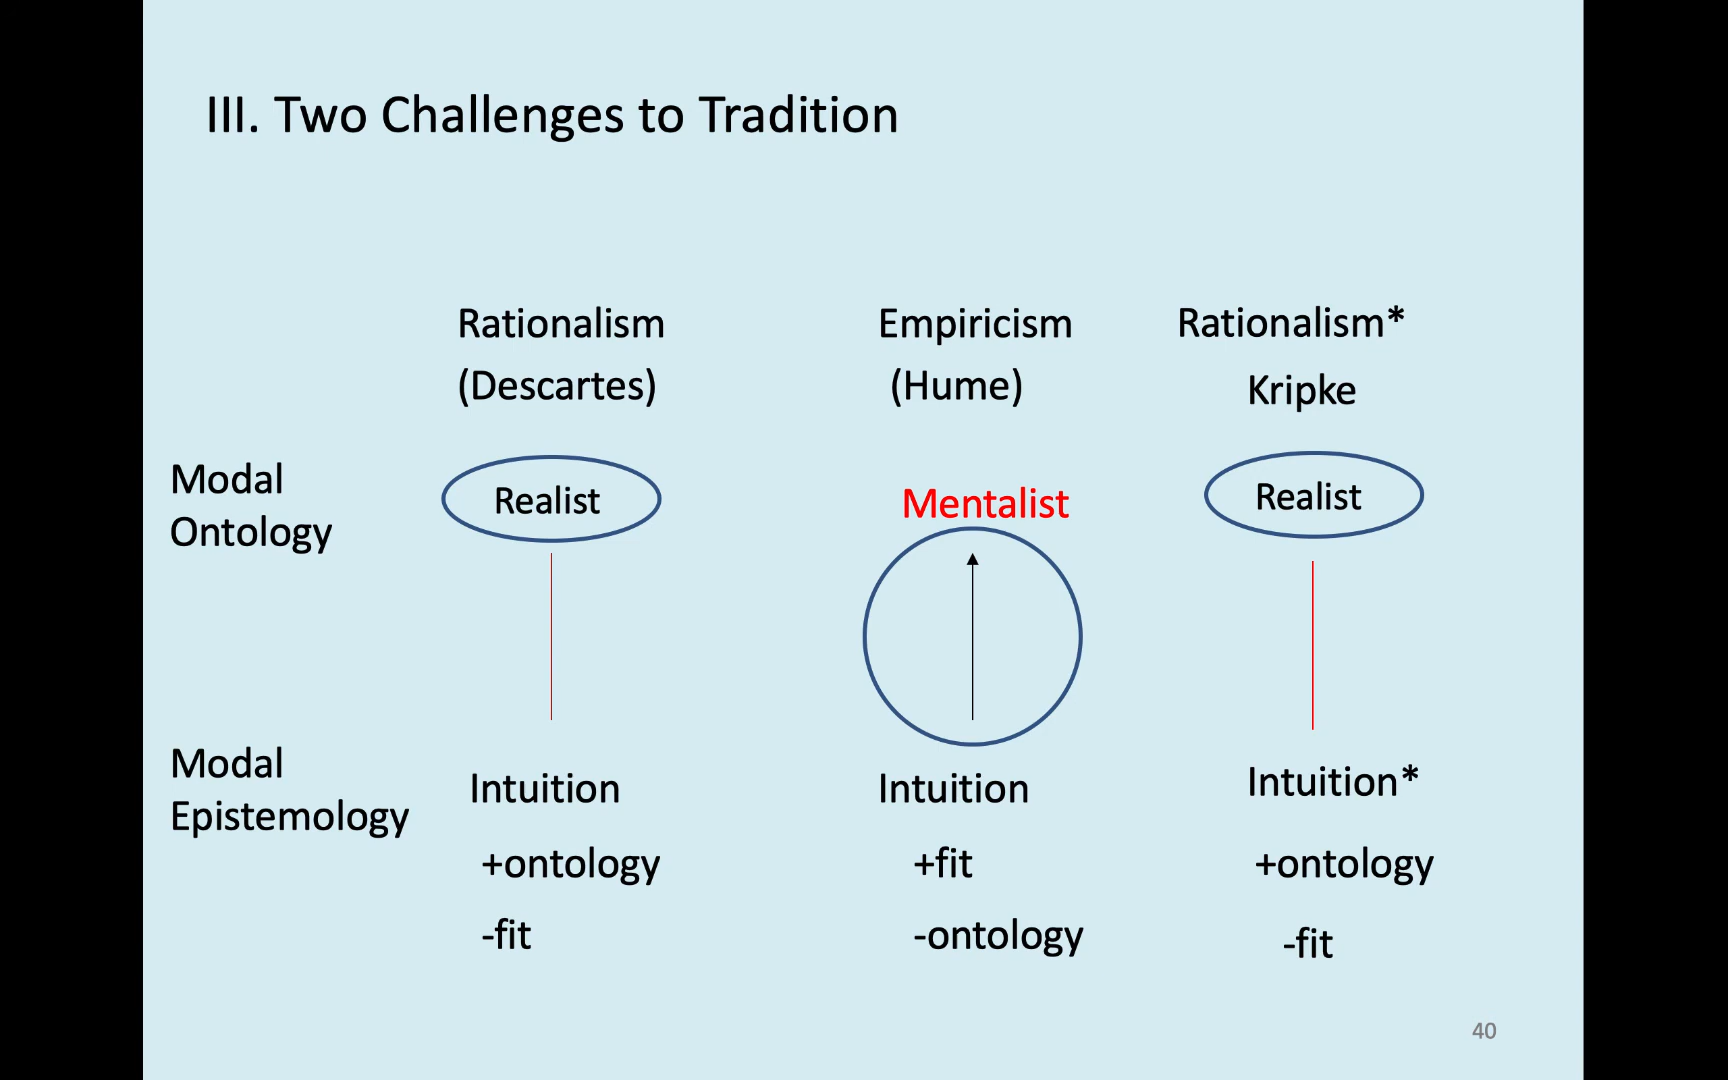 III. Two Challenges to Tradition
Rationalism
(Descartes)
Empiricism
(Hume)
Rationalism*
Kripke
Modal
Ontology
Realist
Mentalist
Realist
Modal
Epistemology
Intuition
+ontology
-fit
Intuition
+fit
-ontology
Intuition*
+ontology
-fit
40